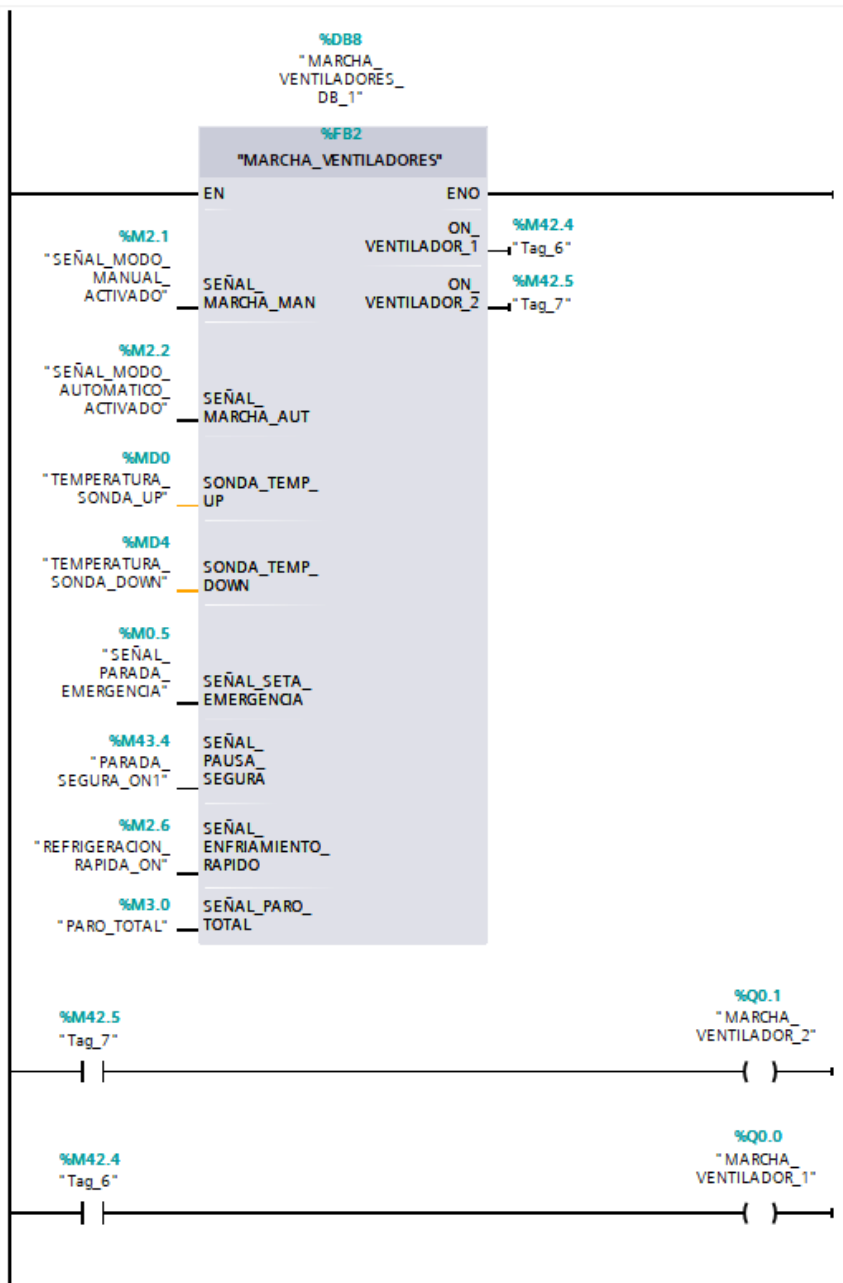 %DB8
"MARCHA_
VENTILADORES_
DB_1"
%FB2
"MARCHA_VENTILADORES"
EN
ENO
%M2.1
"SEÑAL_MODO_
MANUAL_
ACTIVADO"
SEÑAL_
MARCHA_MAN
ON_
VENTILADOR_1
%M42.4
"Tag_6"
ON_
VENTILADOR_2
%M42.5
"Tag_7"
%M2.2
"SEÑAL_MODO_
AUTOMATICO_
ACTIVADO"
SEÑAL_
MARCHA_AUT
%MD0
"TEMPERATURA_
SONDA_UP"
SONDA_TEMP_
UP
%MD4
"TEMPERATURA_
SONDA_DOWN"
SONDA_TEMP_
DOWN
%M0.5
"SEÑAL_
PARADA_
EMERGENCIA"
SEÑAL_SETA_
EMERGENCIA
%M43.4
"PARADA_
SEGURA_ON1"
SEÑAL_
PAUSA_
SEGURA
%M2.6
"REFRIGERACION_
RAPIDA_ON"
SEÑAL_
ENFRIAMIENTO_
RAPIDO
%M3.0
"PARO_TOTAL"
SEÑAL_PARO_
TOTAL
%M42.5
"Tag_7"
%Q0.1
"MARCHA_
VENTILADOR_2"
%M42.4
"Tag_6"
%Q0.0
"MARCHA_
VENTILADOR_1"